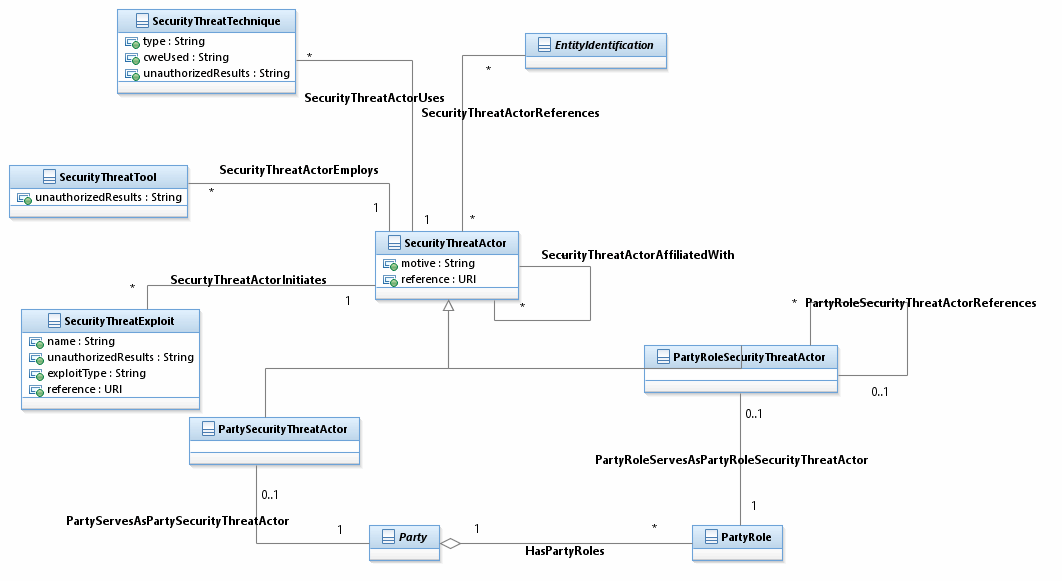 SecurityThreatTechnique
type : String
cweUsed : String
unauthorizedResults : String
*
EntityIdentification
*
SecurityThreatActorUses
SecurityThreatActorReferences
SecurityThreatTool
unauthorizedResults : String
SecurityThreatActorEmploys
*
1
1
*
SecurityThreatActor
motive : String
reference : URI
SecurityThreatActorAffiliatedWith
*
SecurtyThreatActorInitiates
*
1
SecurityThreatExploit
name : String
unauthorizedResults : String
exploitType : String
reference : URI
*
PartyRoleSecurityThreatActorReferences
PartyRoleSecurityThreatActor
0..1
0..1
PartySecurityThreatActor
PartyRoleServesAsPartyRoleSecurityThreatActor
0..1
PartyServesAsPartySecurityThreatActor
1
1
Party
1
*
HasPartyRoles
PartyRole